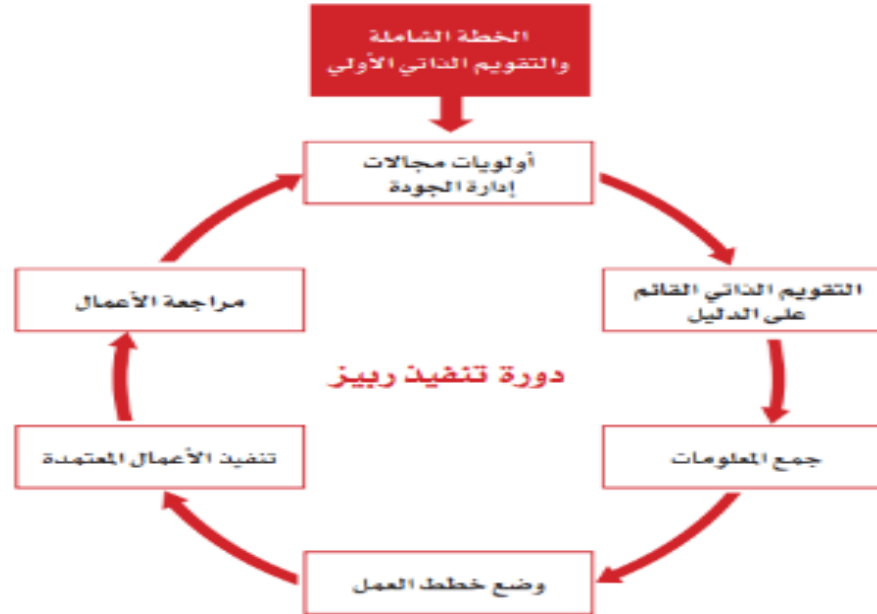 الخطة الشاملة
والتقويم الذاتي الأولي
أولويات مجالات
إدارة الجودة
التقويم الذاتي القائم
على الدليل
جمع المعلومات
وضع خطط العمل
تنفيذ الأعمال المعتمدة
مراجعة الأعمال
دورة تنفيذ ربيز